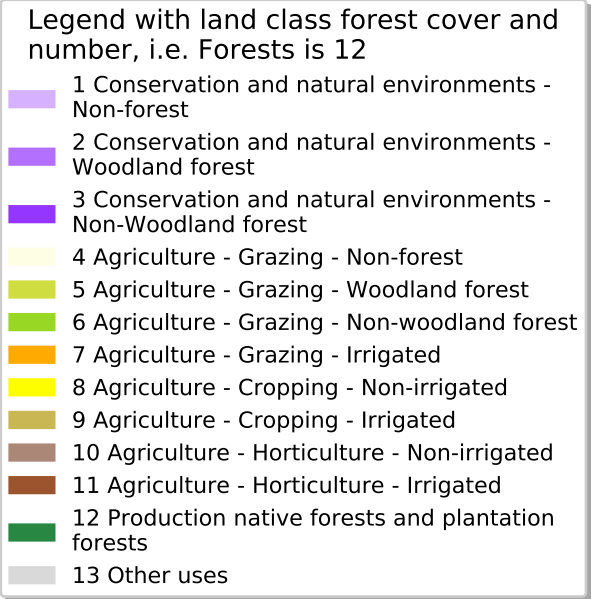 Legend with land class forest cover and
number, i.e. Forests is 12
1 Conservation and natural environments -
Non-forest
2 Conservation and natural environments -
Woodland forest
3 Conservation and natural environments -
Non-Woodland forest
4 Agriculture - Grazing - Non-forest
5 Agriculture - Grazing - Woodland forest
6 Agriculture - Grazing - Non-woodland forest
7 Agriculture - Grazing - Irrigated
8 Agriculture - Cropping - Non-irrigated
9 Agriculture - Cropping - Irrigated
10 Agriculture - Horticulture - Non-irrigated
11 Agriculture - Horticulture - Irrigated
12 Production native forests and plantation
forests
13 Other uses